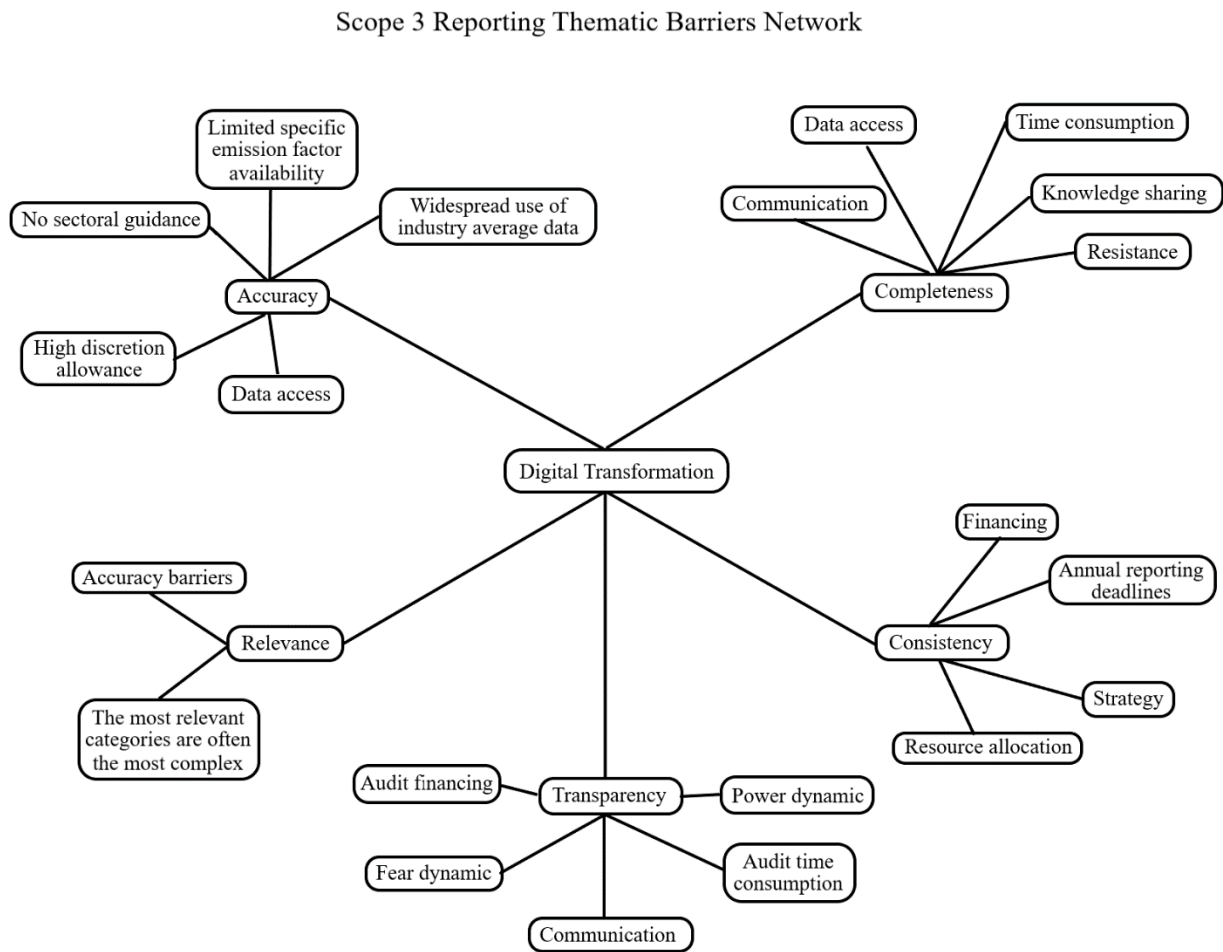 Scope 3 Reporting Thematic Barriers Network
Limited specific
emission factor
availability
No sectoral guidance
Widespread use of
industry average data
Accuracy
High discretion
allowance
Data access
Data access
Time consumption
Communication
Knowledge sharing
Resistance
Completeness
Digital Transformation
Accuracy barriers
Relevance
The most relevant
categories are often
the most complex
Financing
Annual reporting
deadlines
Consistency
Strategy
Resource allocation
Audit financing
Transparency
Power dynamic
Fear dynamic
Audit time
consumption
Communication